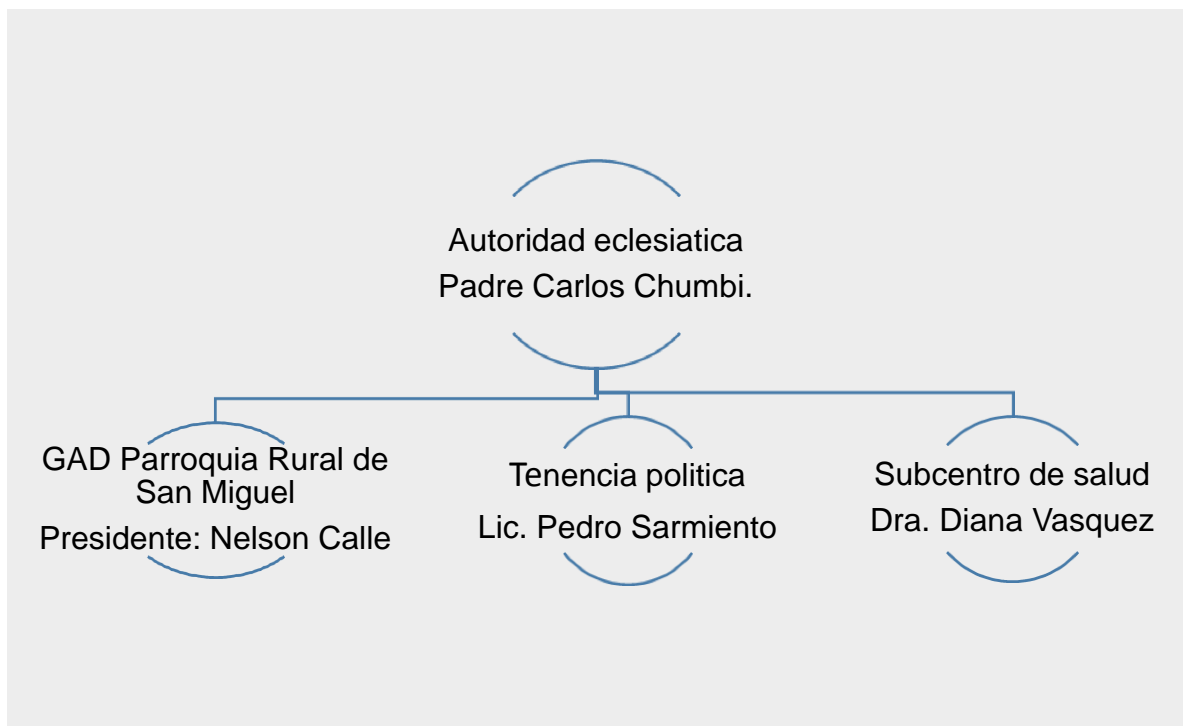 Autoridad eclesiatica
Padre Carlos Chumbi.
GAD Parroquia Rural de
San Miguel
Presidente: Nelson Calle
Tenencia politica
Lic. Pedro Sarmiento
Subcentro de salud
Dra. Diana Vasquez